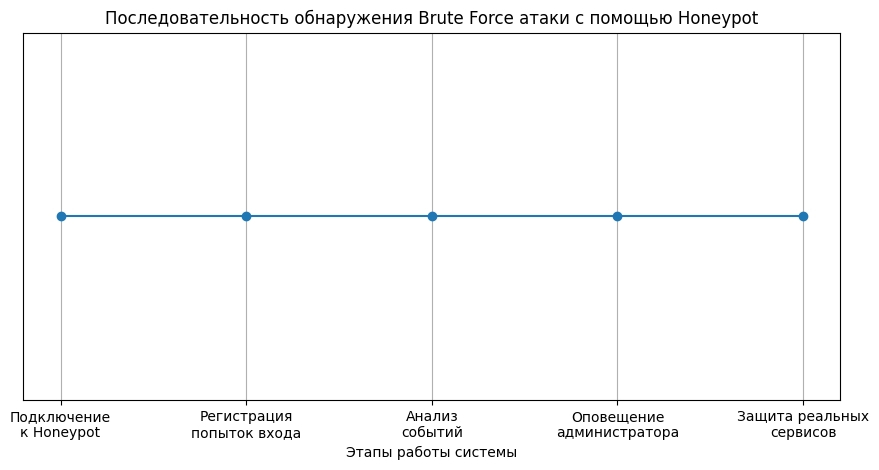 Последовательность обнаружения Brute Force атаки с помощью Honeypot
Подключение
к Honeypot
Регистрация
попыток входа
Анализ
событий
Оповещение
администратора
Защита реальных
сервисов
Этапы работы системы